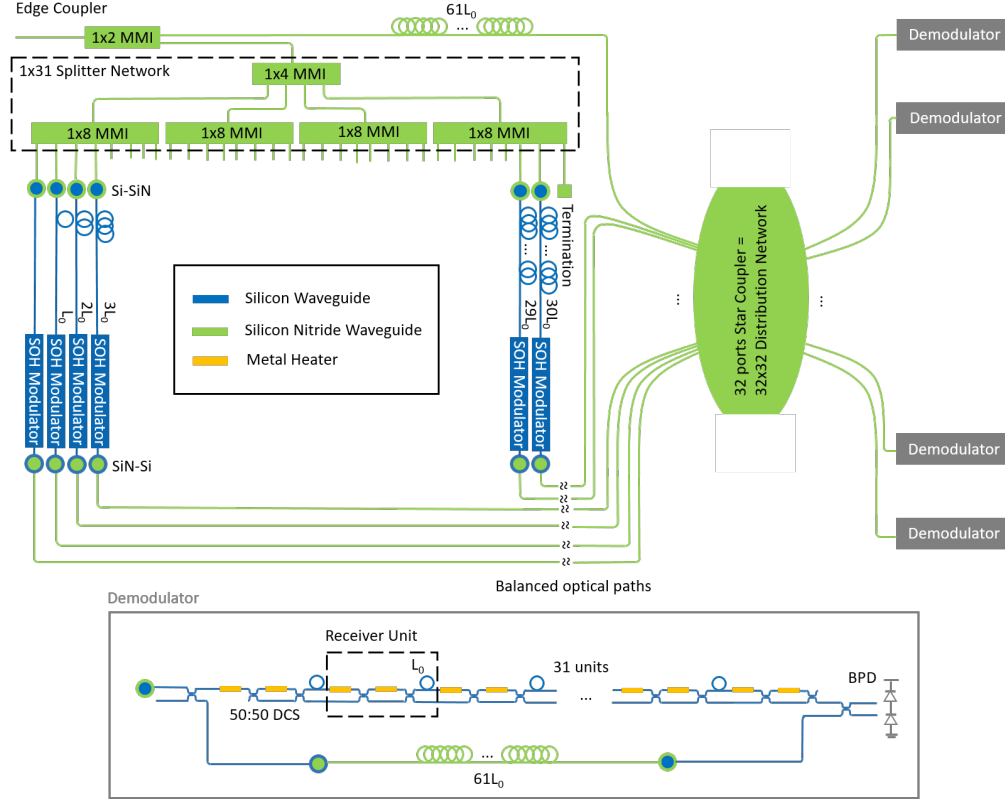 Edge Coupler
61L0
...
Demodulator
1x2 MMI
1x31 Splitter Network
1x4 MMI
1x8 MMI
1x8 MMI
1x8 MMI
1x8 MMI
Demodulator
Si-SiN
Termination
...
...
L0
2L0
3L0
29L0
30L0
Silicon Waveguide
Silicon Nitride Waveguide
Metal Heater
...
32 ports Star Coupler =
32x32 Distribution Network
...
SOH Modulator
SOH Modulator
SOH Modulator
SOH Modulator
SOH Modulator
SOH Modulator
SiN-Si
Demodulator
Demodulator
Balanced optical paths
Demodulator
Receiver Unit
L0
31 units
BPD
...
50:50 DCS
...
61L0